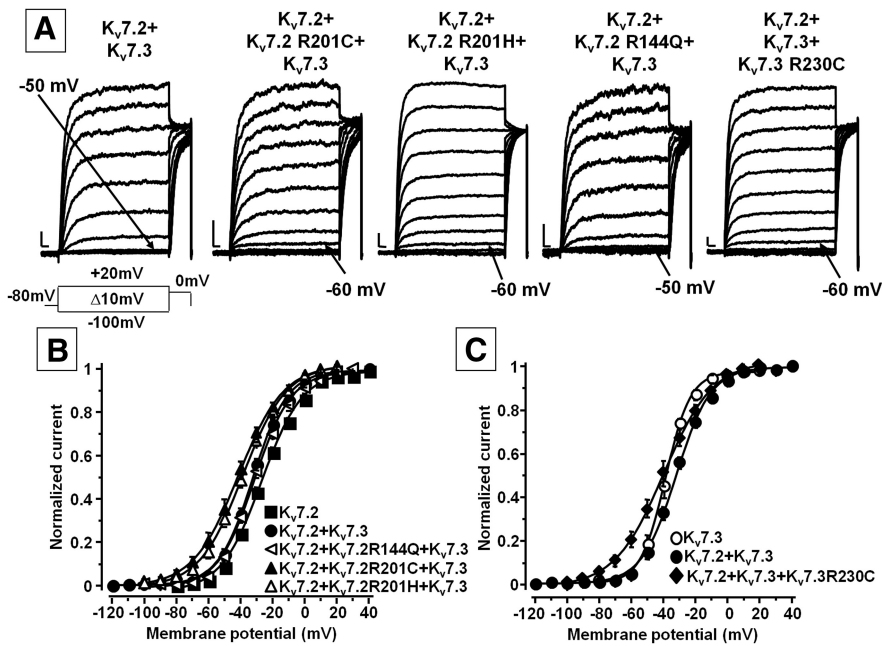 A
Kv7.2+
Kv7.3
Kv7.2+
Kv7.2 R201C+
Kv7.3
Kv7.2+
Kv7.2 R201H+
Kv7.3
Kv7.2+
Kv7.2 R144Q+
Kv7.3
Kv7.2+
Kv7.3+
Kv7.3 R230C
-50 mV
-60 mV
-60 mV
-50 mV
-60 mV
+20mV
0mV
-80mV
Δ10mV
-100mV
B
Normalized current
1
0.8
0.6
0.4
0.2
0
-120 -100 -80 -60 -40 -20 0 20 40
Membrane potential (mV)
Kv7.2
Kv7.2+Kv7.3
Kv7.2+Kv7.2R144Q+Kv7.3
Kv7.2+Kv7.2R201C+Kv7.3
Kv7.2+Kv7.2R201H+Kv7.3
C
Normalized current
1
0.8
0.6
0.4
0.2
0
-120 -100 -80 -60 -40 -20 0 20 40
Membrane potential (mV)
Kv7.3
Kv7.2+Kv7.3
Kv7.2+Kv7.3+Kv7.3R230C